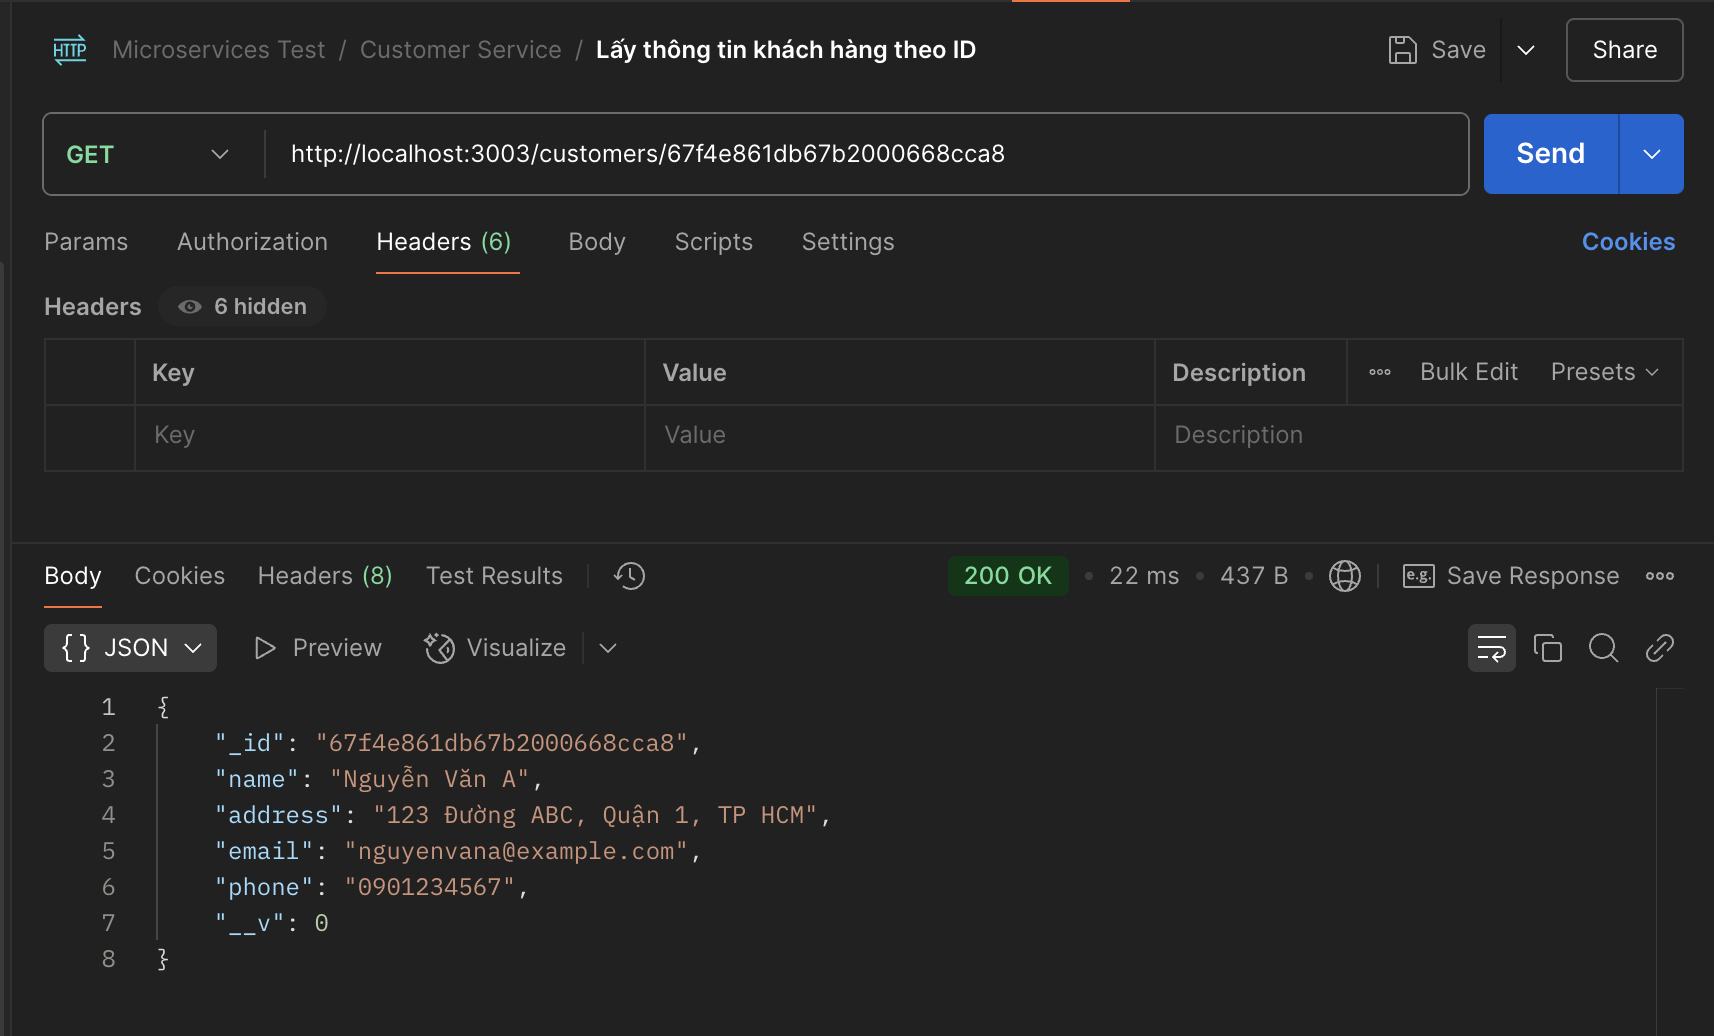 HTTP Microservices Test / Customer Service / Lấy thông tin khách hàng theo ID Save Share
GET http://localhost:3003/customers/67f4e861db67b2000668cca8 Send
Params Authorization Headers (6) Body Scripts Settings Cookies
Headers 6 hidden
Key Value Description Bulk Edit Presets
Key Value Description
Body Cookies Headers (8) Test Results 200 OK 22 ms 437 B e.g. Save Response
{} JSON Preview Visualize
1 {
2 "_id": "67f4e861db67b2000668cca8",
3 "name": "Nguyễn Văn A",
4 "address": "123 Đường ABC, Quận 1, TP HCM",
5 "email": "nguyenvana@example.com",
6 "phone": "0901234567",
7 "__v": 0
8 }